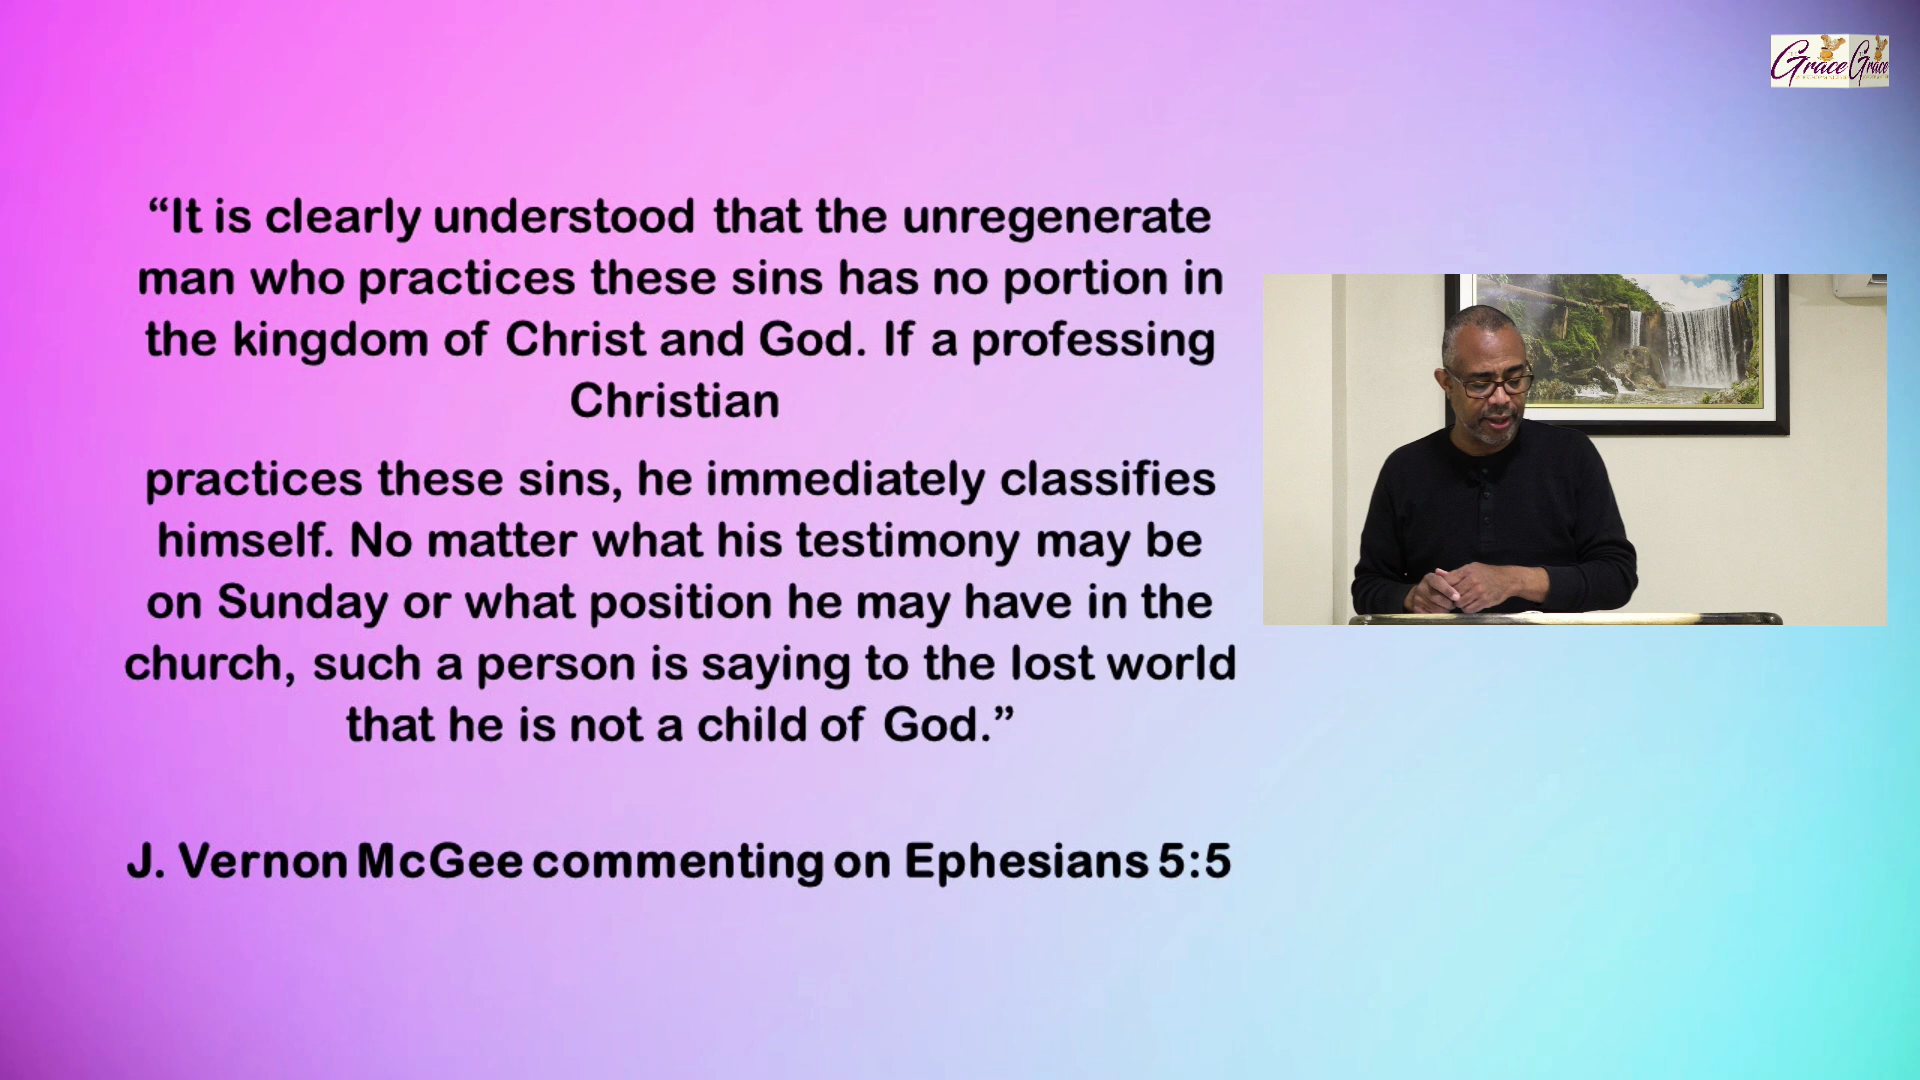 Grace Grace
“It is clearly understood that the unregenerate
man who practices these sins has no portion in
the kingdom of Christ and God. If a professing
Christian
practices these sins, he immediately classifies
himself. No matter what his testimony may be
on Sunday or what position he may have in the
church, such a person is saying to the lost world
that he is not a child of God.”
J. Vernon McGee commenting on Ephesians 5:5